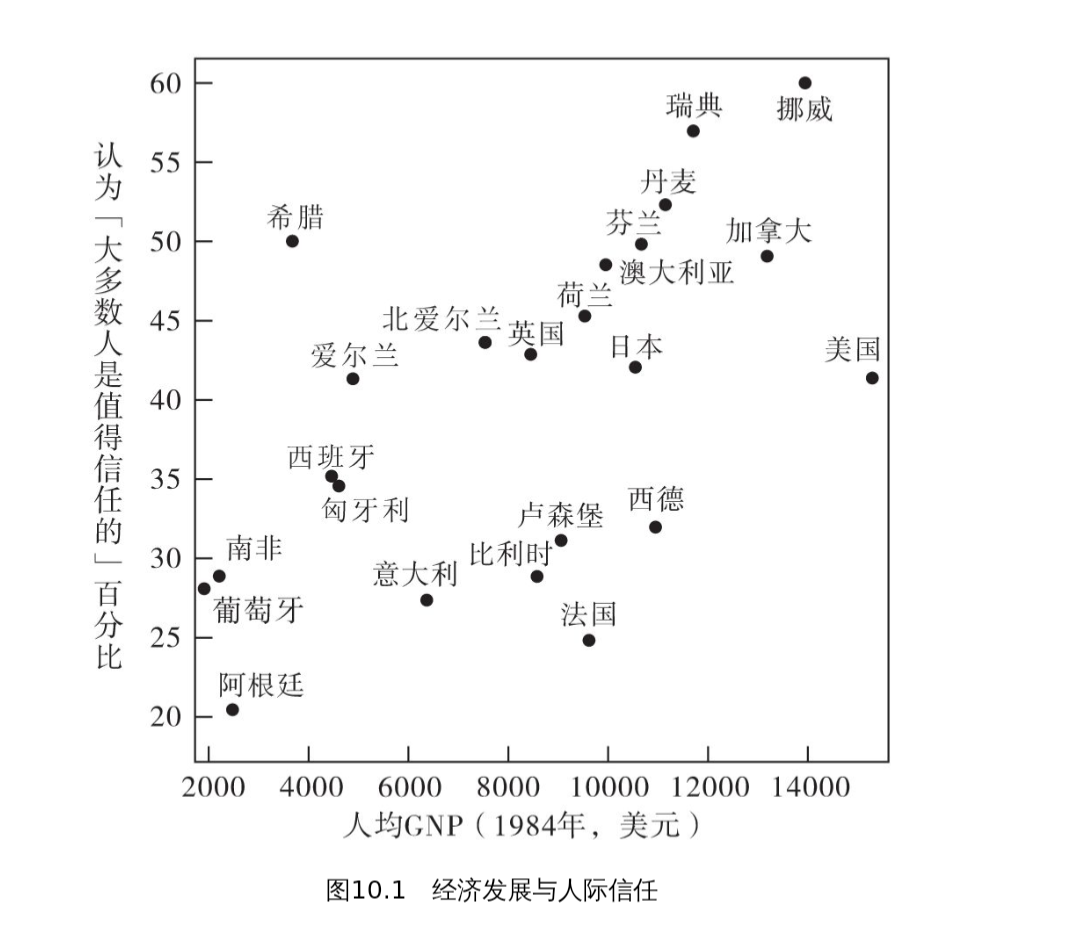 60
55
50
45
40
35
30
25
20
认为「大多数人是值得信任的」百分比
挪威
瑞典
丹麦
希腊
芬兰
加拿大
澳大利亚
荷兰
北爱尔兰
英国
日本
美国
爱尔兰
西班牙
匈牙利
西德
卢森堡
南非
比利时
意大利
葡萄牙
法国
阿根廷
2000 4000 6000 8000 10000 12000 14000
人均GNP（1984年，美元）
图10.1 经济发展与人际信任